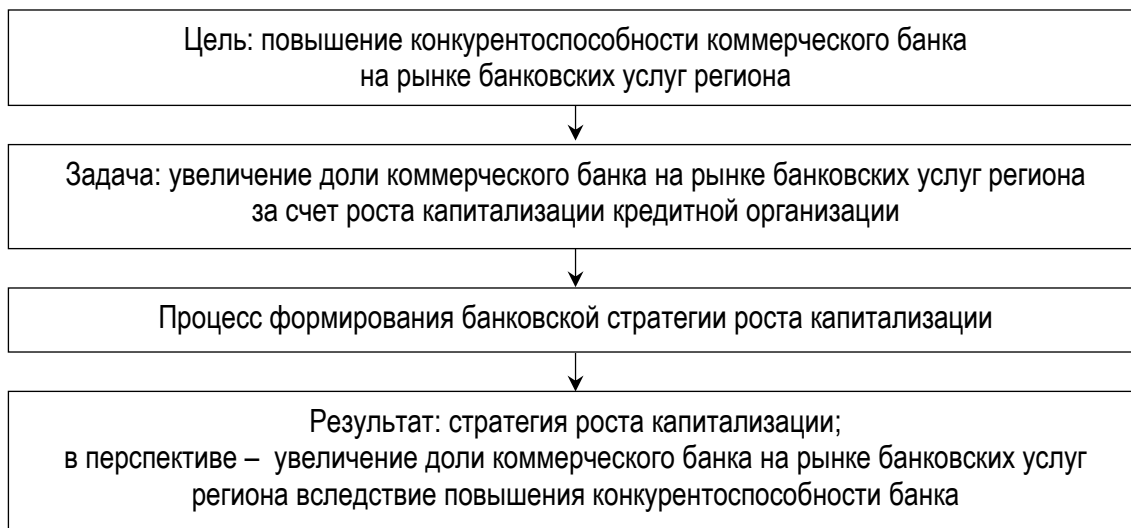 Цель: повышение конкурентоспособности коммерческого банка
на рынке банковских услуг региона
Задача: увеличение доли коммерческого банка на рынке банковских услуг региона
за счет роста капитализации кредитной организации
Процесс формирования банковской стратегии роста капитализации
Результат: стратегия роста капитализации;
в перспективе – увеличение доли коммерческого банка на рынке банковских услуг
региона вследствие повышения конкурентоспособности банка